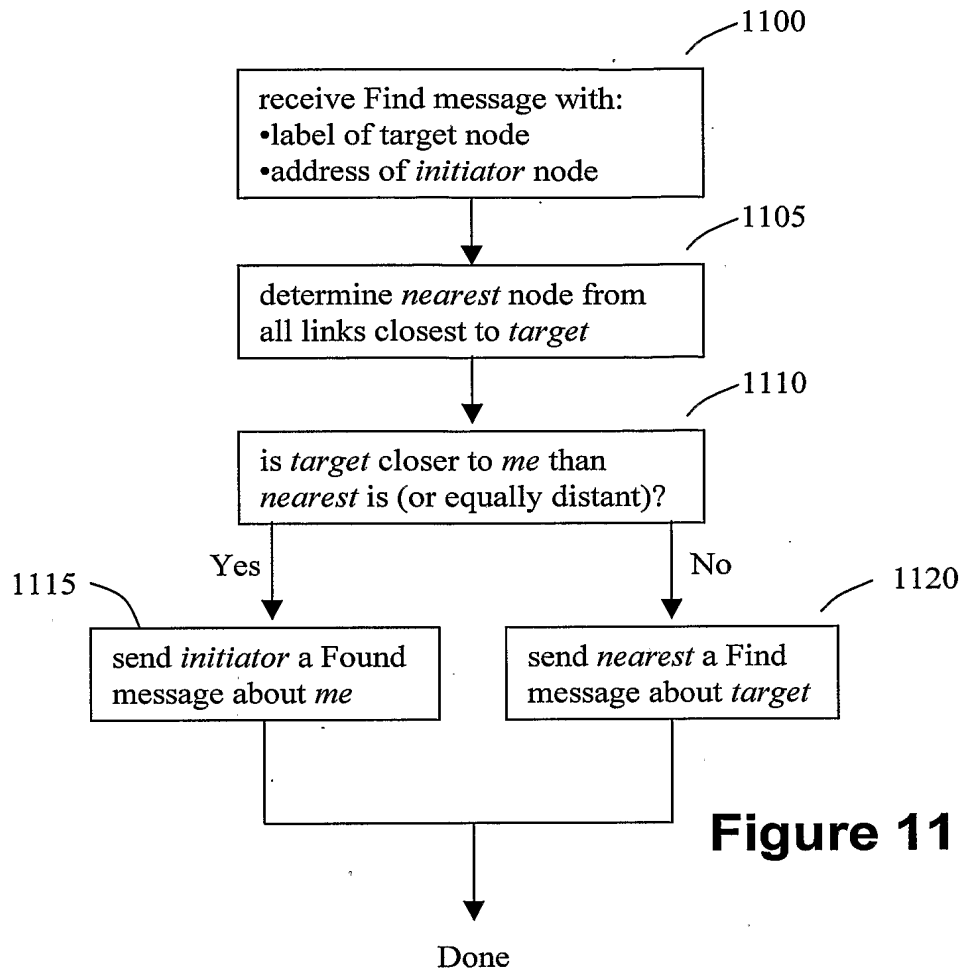 1100
receive Find message with:
•label of target node
•address of initiator node
1105
determine nearest node from
all links closest to target
1110
is target closer to me than
nearest is (or equally distant)?
Yes
No
1115
1120
send initiator a Found
message about me
send nearest a Find
message about target
Figure 11
Done